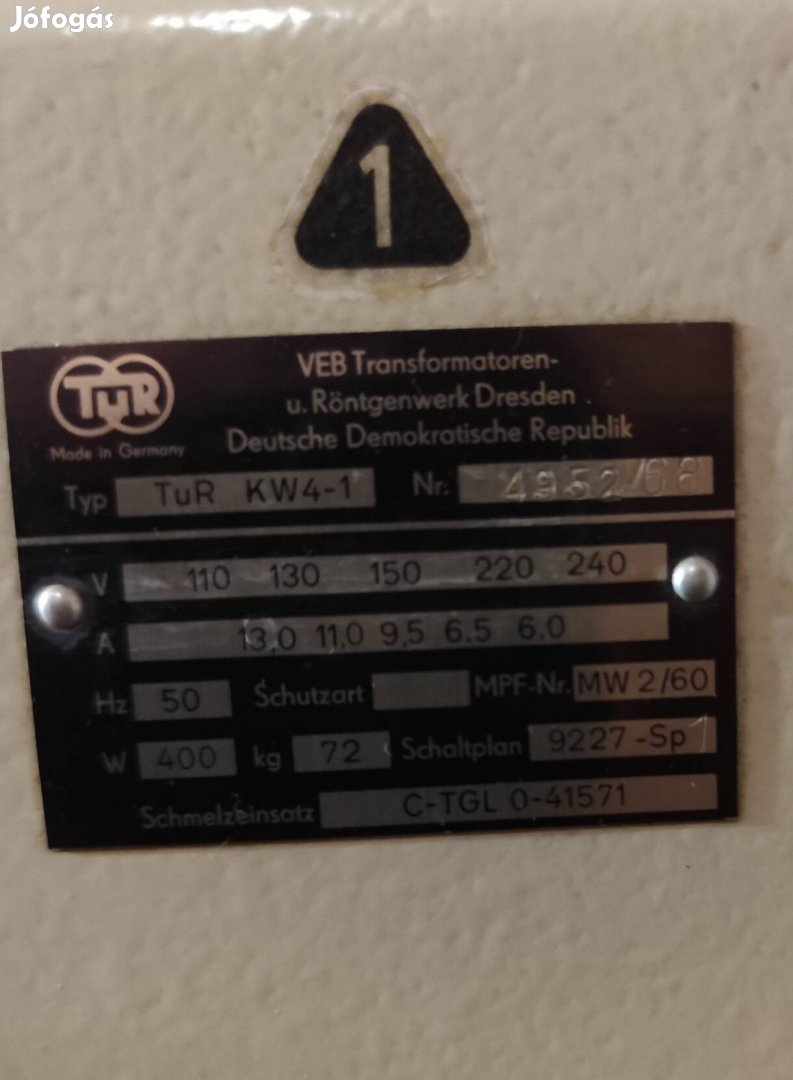 Jófogás
1
TuR
Made in Germany
VEB Transformatoren-
u. Röntgenwerk Dresden
Deutsche Demokratische Republik
Typ TuR KW4-1 Nr. 4952/68
V 110 130 150 220 240
A 13,0 11,0 9,5 6.5 6,0
Hz 50 Schutzart MPF-Nr. MW 2/60
W 400 kg 72 Schaltplan 9227-Sp 1
Schmelzeinsatz C-TGL 0-41571